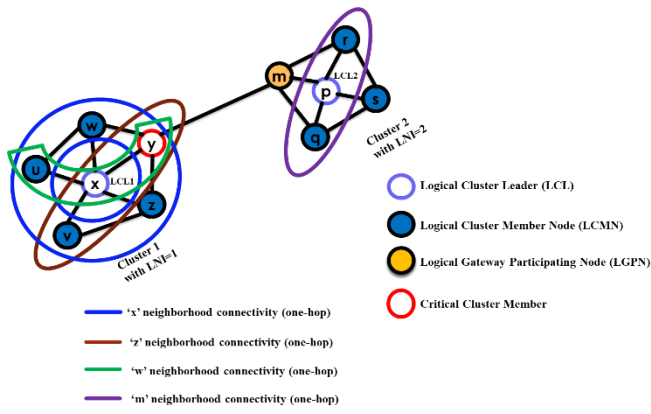 r
m
LCL2
p
s
w
y
q
Cluster 2
with LNI=2
u
x
LCL1
z
v
Cluster 1
with LNI=1
Logical Cluster Leader (LCL)
Logical Cluster Member Node (LCMN)
Logical Gateway Participating Node (LGPN)
Critical Cluster Member
‘x’ neighborhood connectivity (one-hop)
‘z’ neighborhood connectivity (one-hop)
‘w’ neighborhood connectivity (one-hop)
‘m’ neighborhood connectivity (one-hop)